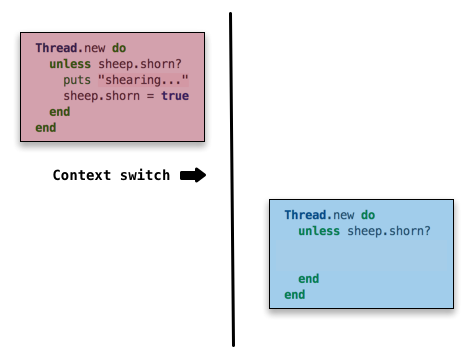 Thread.new do
  unless sheep.shorn?
    puts "shearing..."
    sheep.shorn = true
  end
end
Context switch
Thread.new do
  unless sheep.shorn?
  end
end